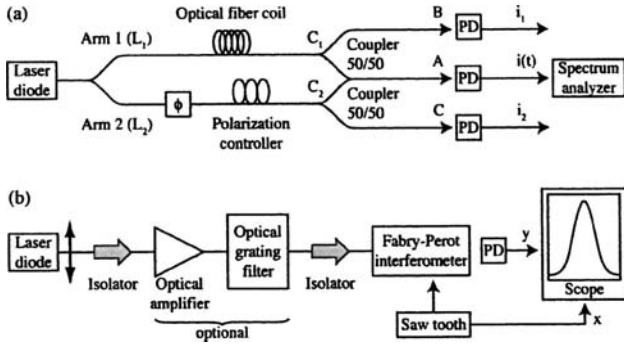 (a)
Optical fiber coil
B
PD
i1
Arm 1 (L1)
C1
Coupler
50/50
Laser
diode
A
PD
i(t)
Spectrum
analyzer
ϕ
C2
Coupler
50/50
Arm 2 (L2)
Polarization
controller
C
PD
i2
(b)
Laser
diode
Isolator
Optical
amplifier
Optical
grating
filter
optional
Isolator
Fabry-Perot
interferometer
PD
y
Scope
Saw tooth
x